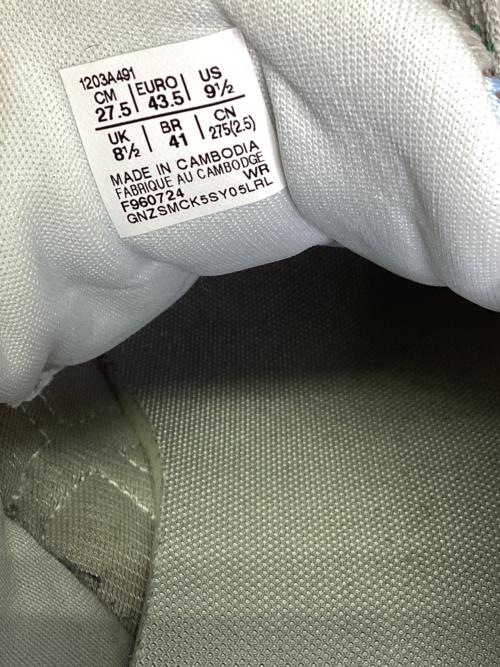 1203A491
CM | EURO | US
27.5 | 43.5 | 9½
UK | BR | CN
8½ | 41 | 275(2.5)
MADE IN CAMBODIA
FABRIQUE AU CAMBODGE
F960724 WR
GNZSMCK5SY05LRL